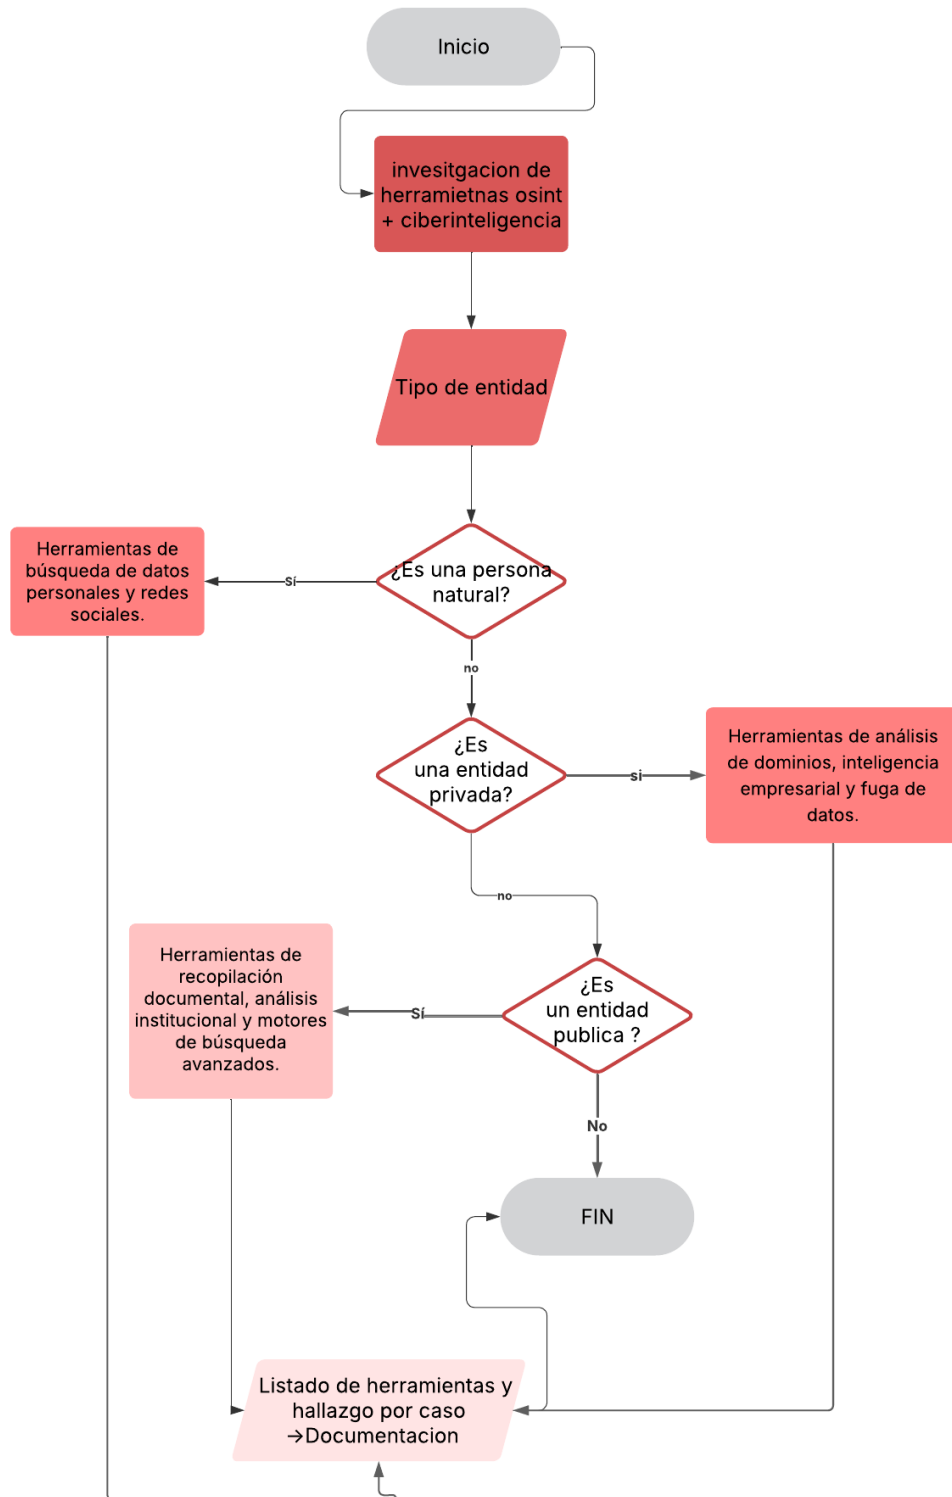 Inicio
invesitgacion de
herramietnas osint
+ ciberinteligencia
Tipo de entidad
¿Es una persona
natural?
Sí
Herramientas de
búsqueda de datos
personales y redes
sociales.
no
¿Es
una entidad
privada?
si
Herramientas de análisis
de dominios, inteligencia
empresarial y fuga de
datos.
no
¿Es
un entidad
publica ?
Sí
Herramientas de
recopilación
documental, análisis
institucional y motores
de búsqueda
avanzados.
No
FIN
Listado de herramientas y
hallazgo por caso
→Documentacion